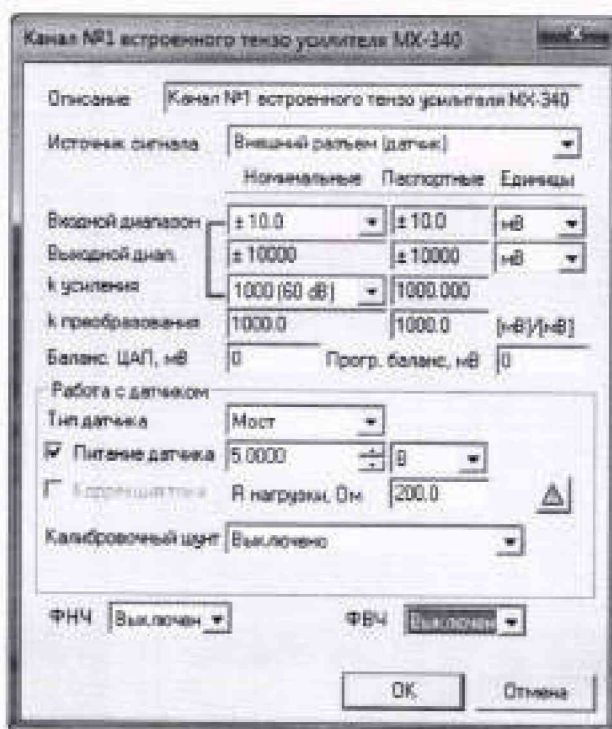 Канал №1 встроенного тензо усилителя MX-340
Описание Канал №1 встроенного тензо усилителя MX-340
Источник сигнала Внешний разъем (датчик)
Номинальные Паспортные Единицы
Входной диапазон ± 10.0 ± 10.0 мВ
Выходной диап. ± 10000 ± 10000 мВ
k усиления 1000 (60 dB) 1000.000
k преобразования 1000.0 1000.0 [мВ]/[мВ]
Баланс. ЦАП, мВ 0 Прогр. баланс, мВ 0
Работа с датчиком
Тип датчика Мост
Питание датчика 5.0000 В
Коррекция тока R нагрузки, Ом 200.0
Калибровочный шунт Выключено
ФНЧ Выключен ФВЧ Выключен
OK Отмена